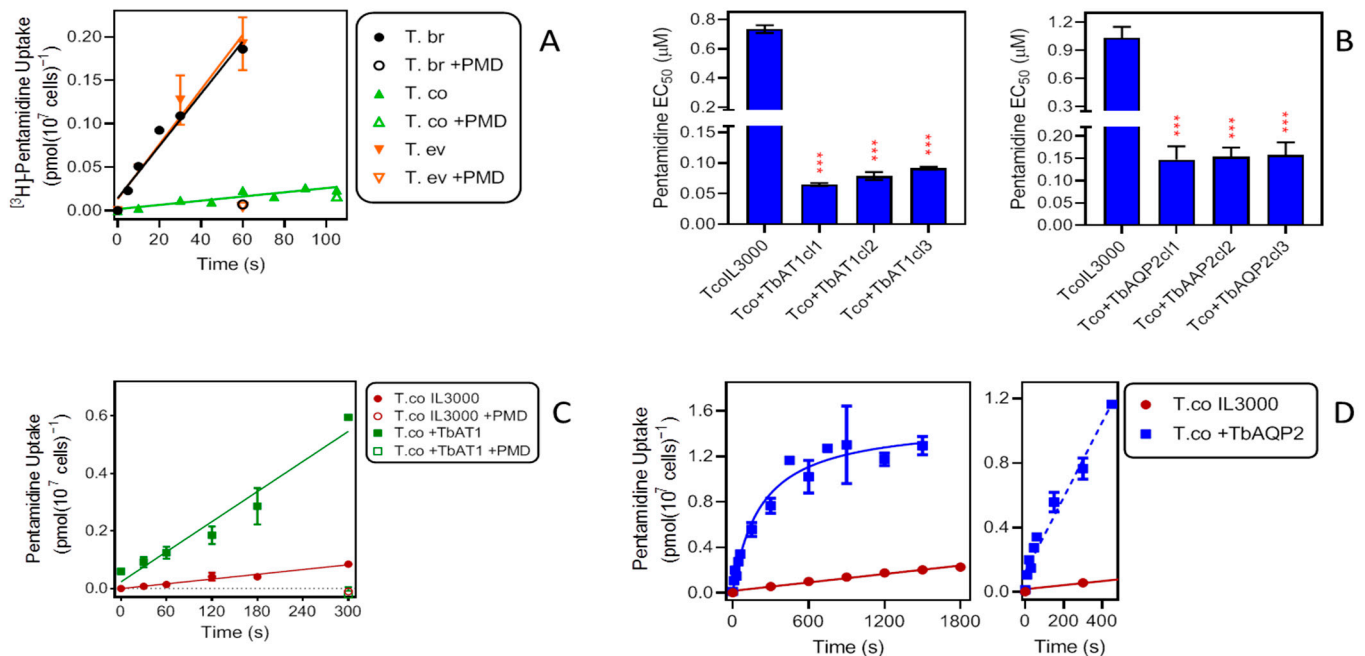 [³H]-Pentamidine Uptake
(pmol(10⁷ cells)⁻¹
0.20
0.15
0.10
0.05
0.00
0 20 40 60 80 100
Time (s)
T. br
T. br +PMD
T. co
T. co +PMD
T. ev
T. ev +PMD
A
Pentamidine EC₅₀ (µM)
0.8
0.6
0.4
0.2
0.15
0.10
0.05
0.00
***
***
***
TcoIL3000
Tco+TbAT1cl1
Tco+TbAT1cl2
Tco+TbAT1cl3
Pentamidine EC₅₀ (µM)
1.2
0.9
0.6
0.3
0.20
0.15
0.10
0.05
0.00
***
***
***
TcoIL3000
Tco+TbAQP2cl1
Tco+TbAAP2cl2
Tco+TbAQP2cl3
B
Pentamidine Uptake
(pmol(10⁷ cells)⁻¹
0.6
0.4
0.2
0.0
0 60 120 180 240 300
Time (s)
T.co IL3000
T.co IL3000 +PMD
T.co +TbAT1
T.co +TbAT1 +PMD
C
Pentamidine Uptake
(pmol(10⁷ cells)⁻¹
1.6
1.2
0.8
0.4
0.0
0 600 1200 1800
Time (s)
1.2
0.8
0.4
0.0
0 200 400
Time (s)
T.co IL3000
T.co +TbAQP2
D